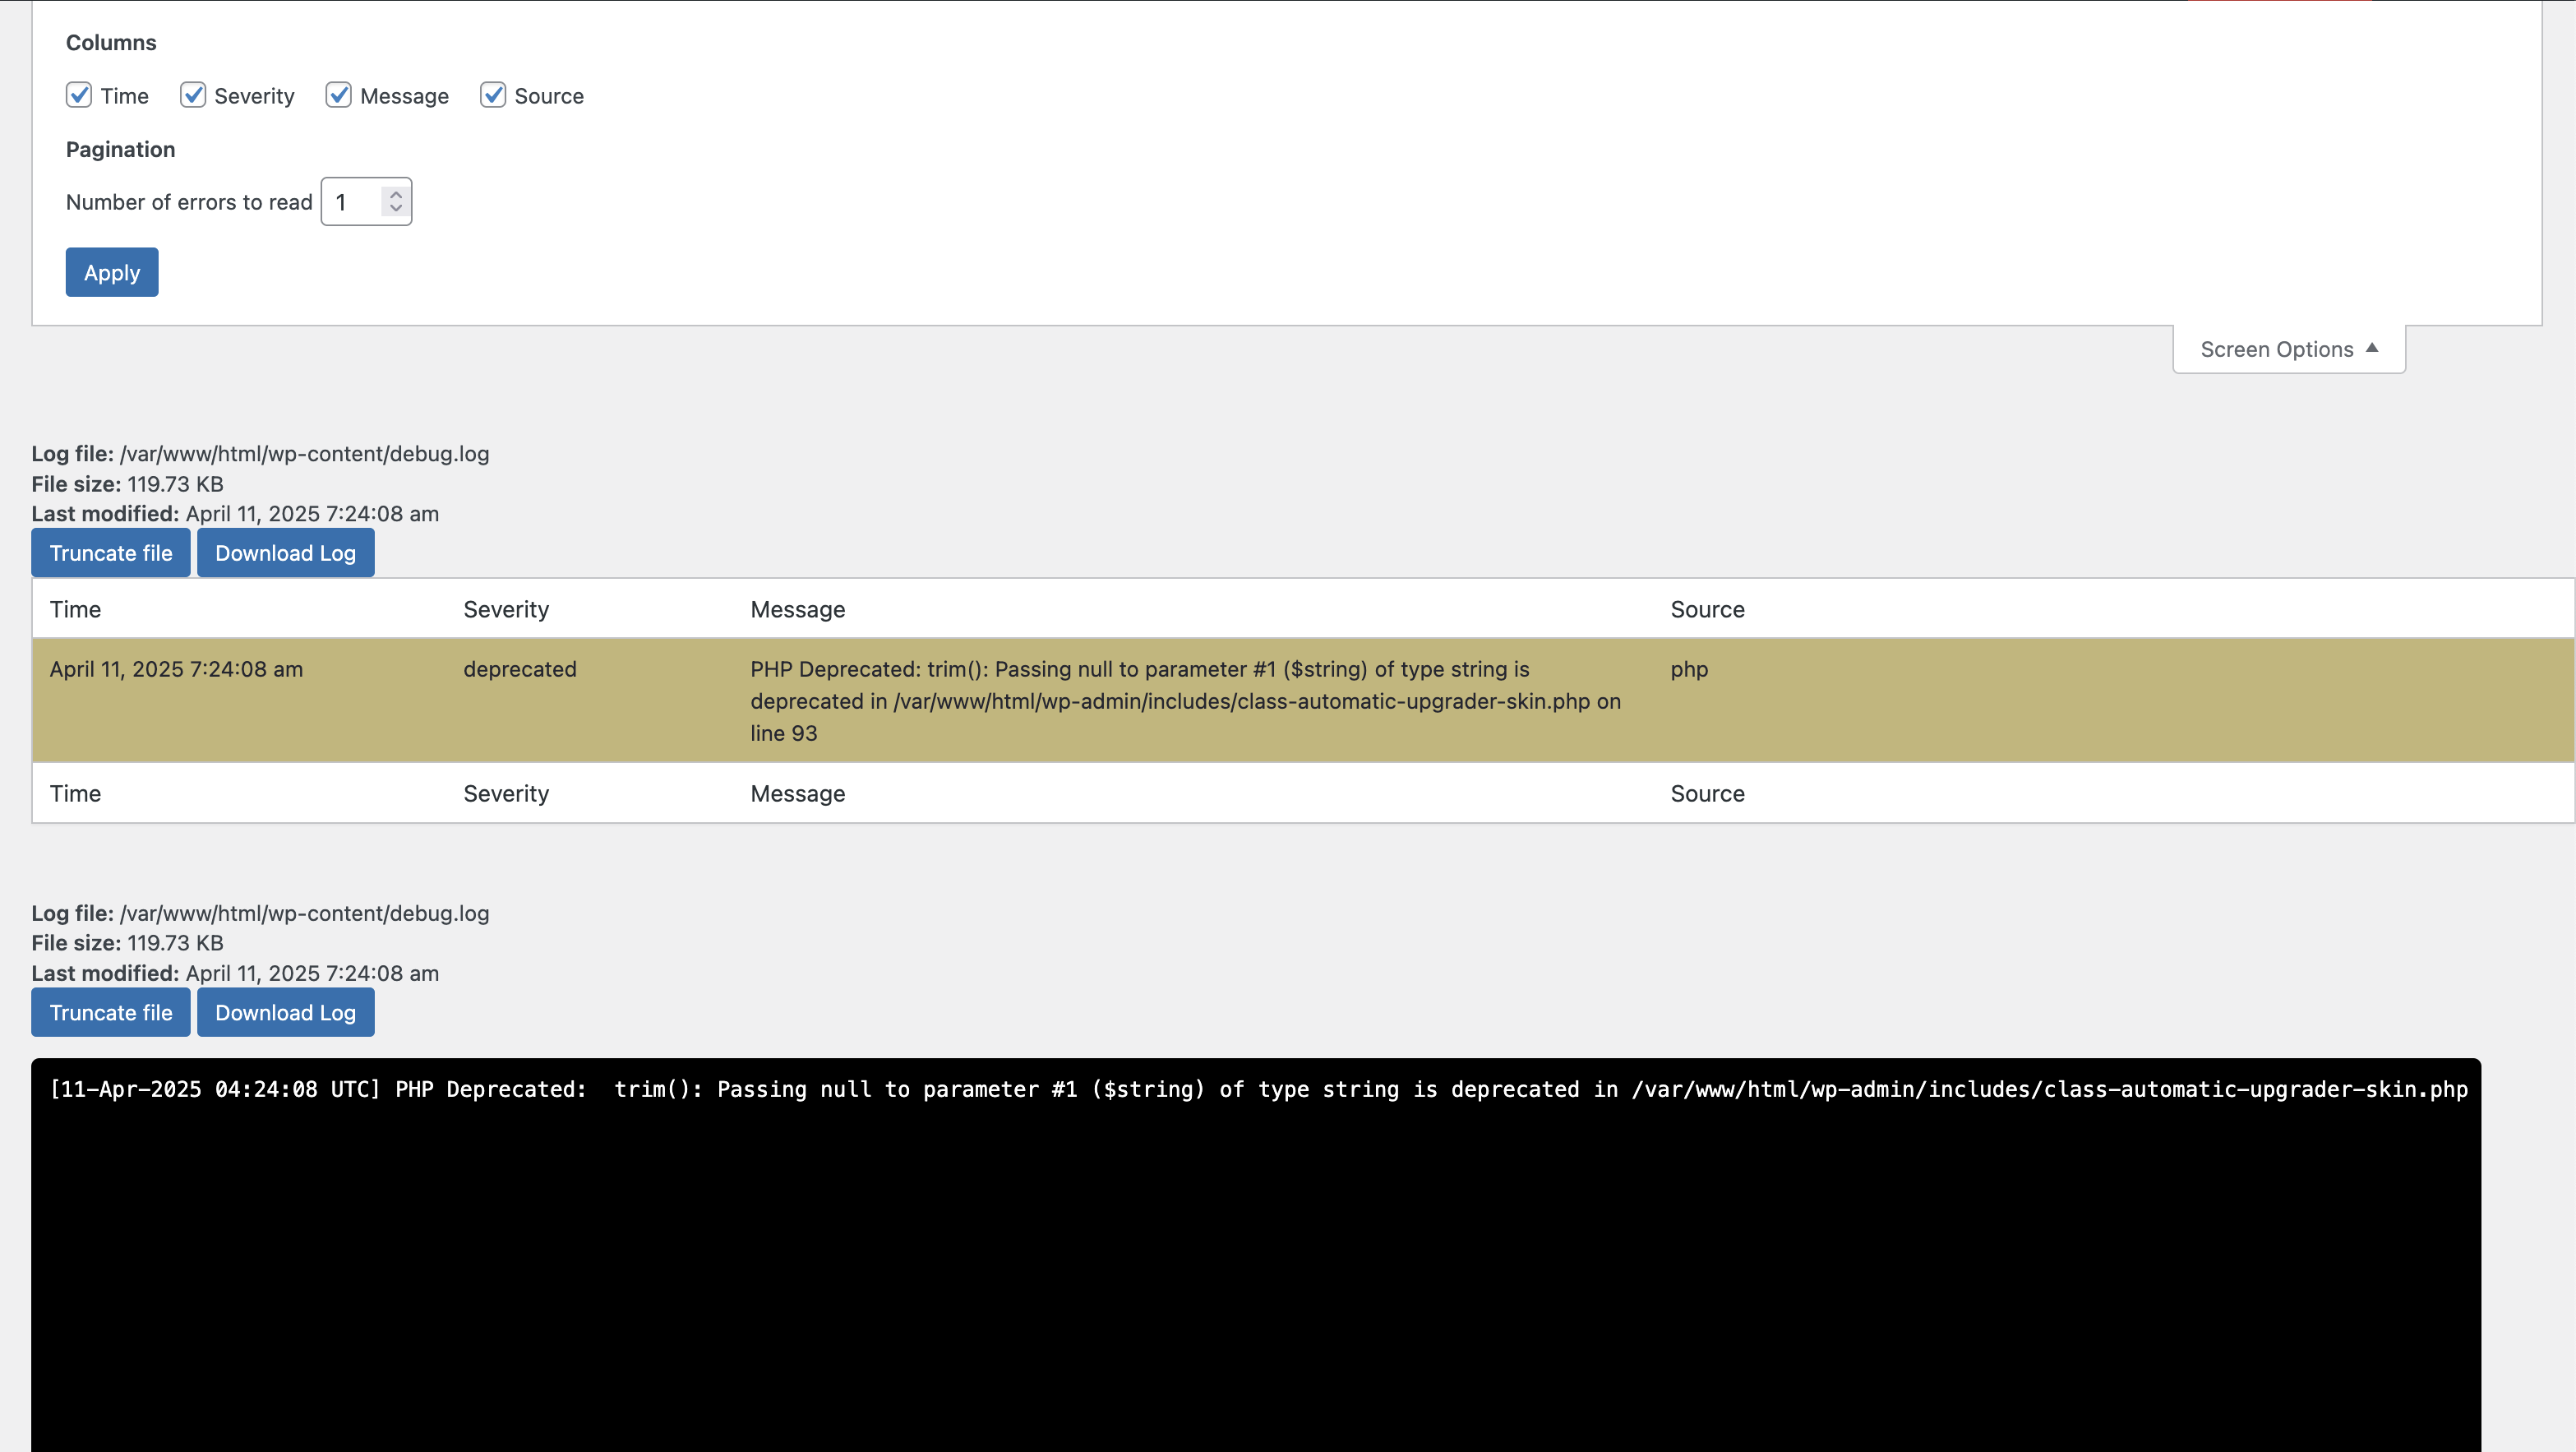 Columns
Time Severity Message Source
Pagination
Number of errors to read 1
Apply
Screen Options
Log file: /var/www/html/wp-content/debug.log
File size: 119.73 KB
Last modified: April 11, 2025 7:24:08 am
Truncate file Download Log
Time Severity Message Source
April 11, 2025 7:24:08 am deprecated PHP Deprecated: trim(): Passing null to parameter #1 ($string) of type string is php
deprecated in /var/www/html/wp-admin/includes/class-automatic-upgrader-skin.php on
line 93
Time Severity Message Source
Log file: /var/www/html/wp-content/debug.log
File size: 119.73 KB
Last modified: April 11, 2025 7:24:08 am
Truncate file Download Log
[11-Apr-2025 04:24:08 UTC] PHP Deprecated:  trim(): Passing null to parameter #1 ($string) of type string is deprecated in /var/www/html/wp-admin/includes/class-automatic-upgrader-skin.php